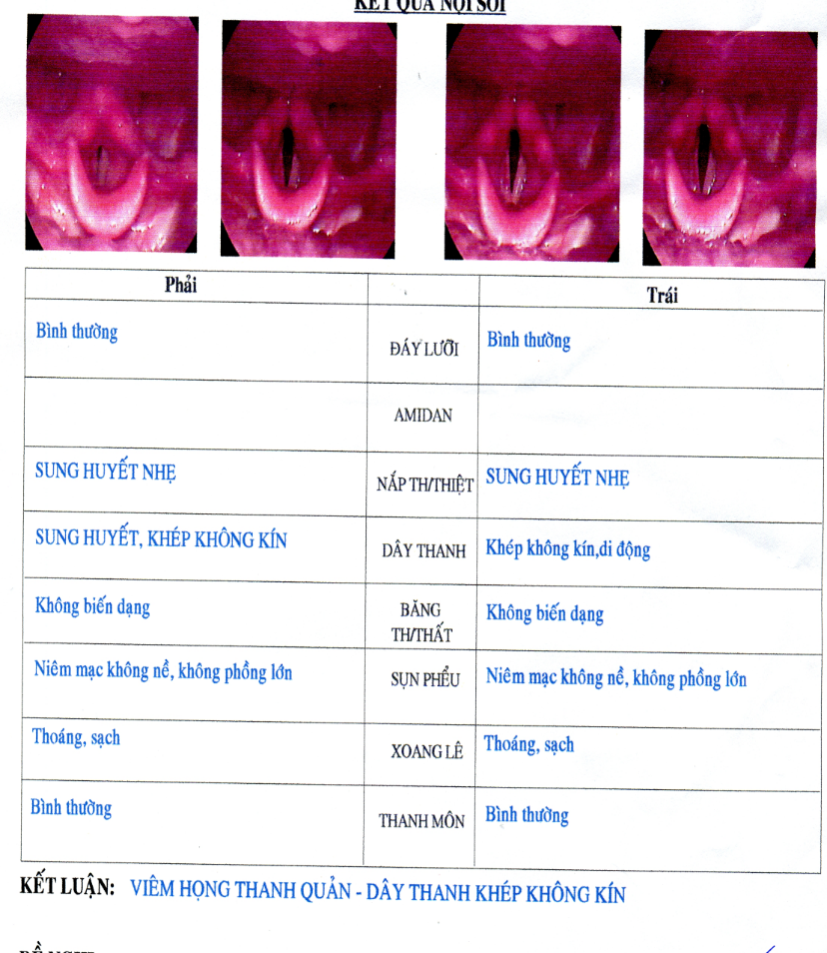 KẾT QUẢ NỘI SOI
Phải Trái
Bình thường ĐÁY LƯỠI Bình thường
AMIDAN
SUNG HUYẾT NHẸ NẮP TH/THIỆT SUNG HUYẾT NHẸ
SUNG HUYẾT, KHÉP KHÔNG KÍN DÂY THANH Khép không kín,di động
Không biến dạng BĂNG TH/THẤT Không biến dạng
Niêm mạc không nề, không phồng lớn SỤN PHỄU Niêm mạc không nề, không phồng lớn
Thoáng, sạch XOANG LÊ Thoáng, sạch
Bình thường THANH MÔN Bình thường
KẾT LUẬN: VIÊM HỌNG THANH QUẢN - DÂY THANH KHÉP KHÔNG KÍN